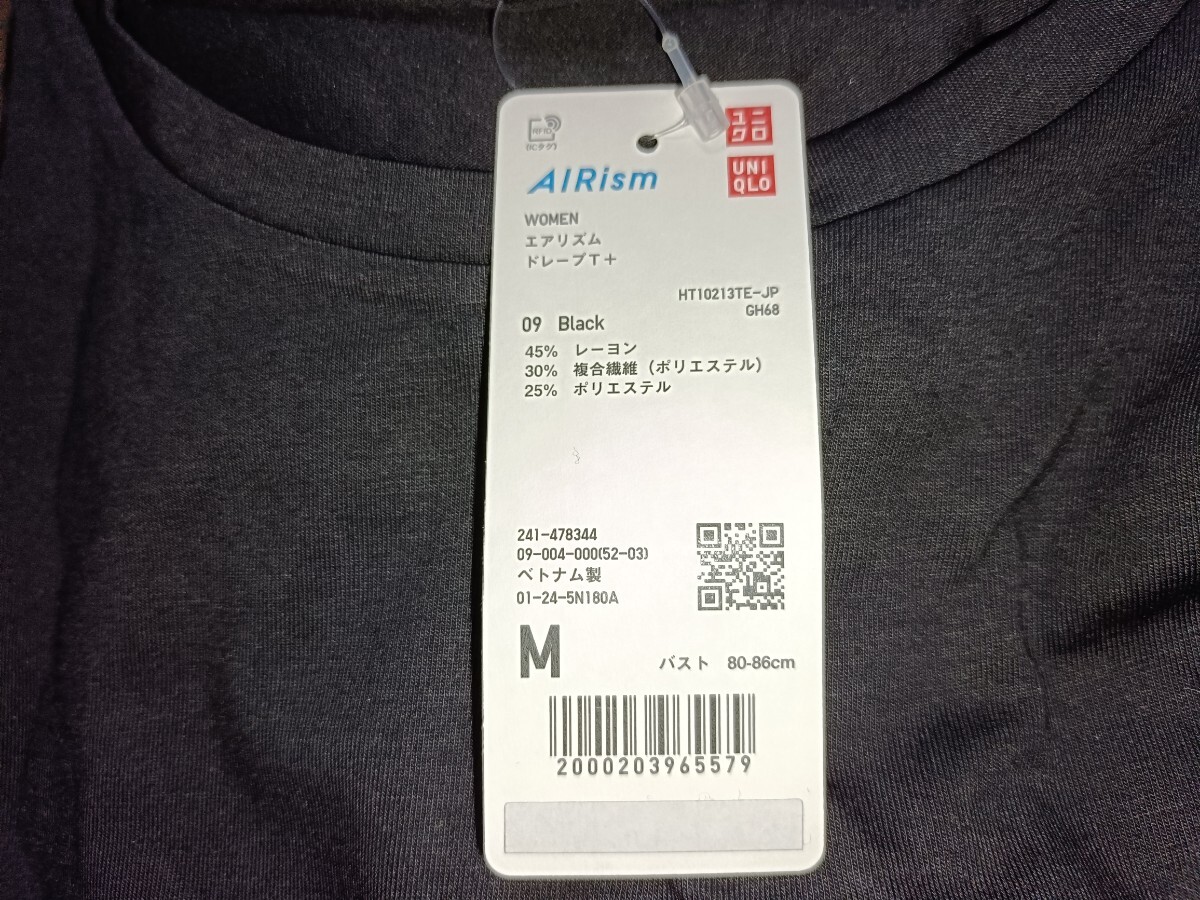 RFID
(ICタグ)
ユニ
クロ
UNI
QLO
AIRism
WOMEN
エアリズム
ドレープT+
HT10213TE-JP
GH68
09 Black
45% レーヨン
30% 複合繊維（ポリエステル）
25% ポリエステル
241-478344
09-004-000(52-03)
ベトナム製
01-24-5N180A
M
バスト 80-86cm
2000203965579